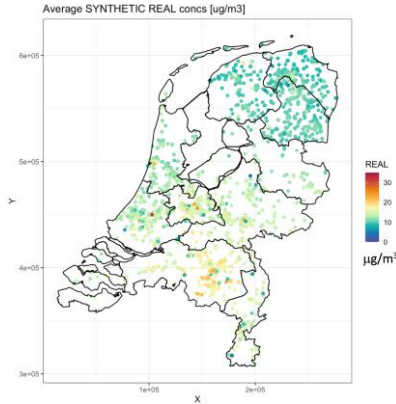 Average SYNTHETIC REAL concs [ug/m3]
6e+05
5e+05
4e+05
3e+05
Y
1e+05 2e+05
X
REAL
30
20
10
0
μg/m³